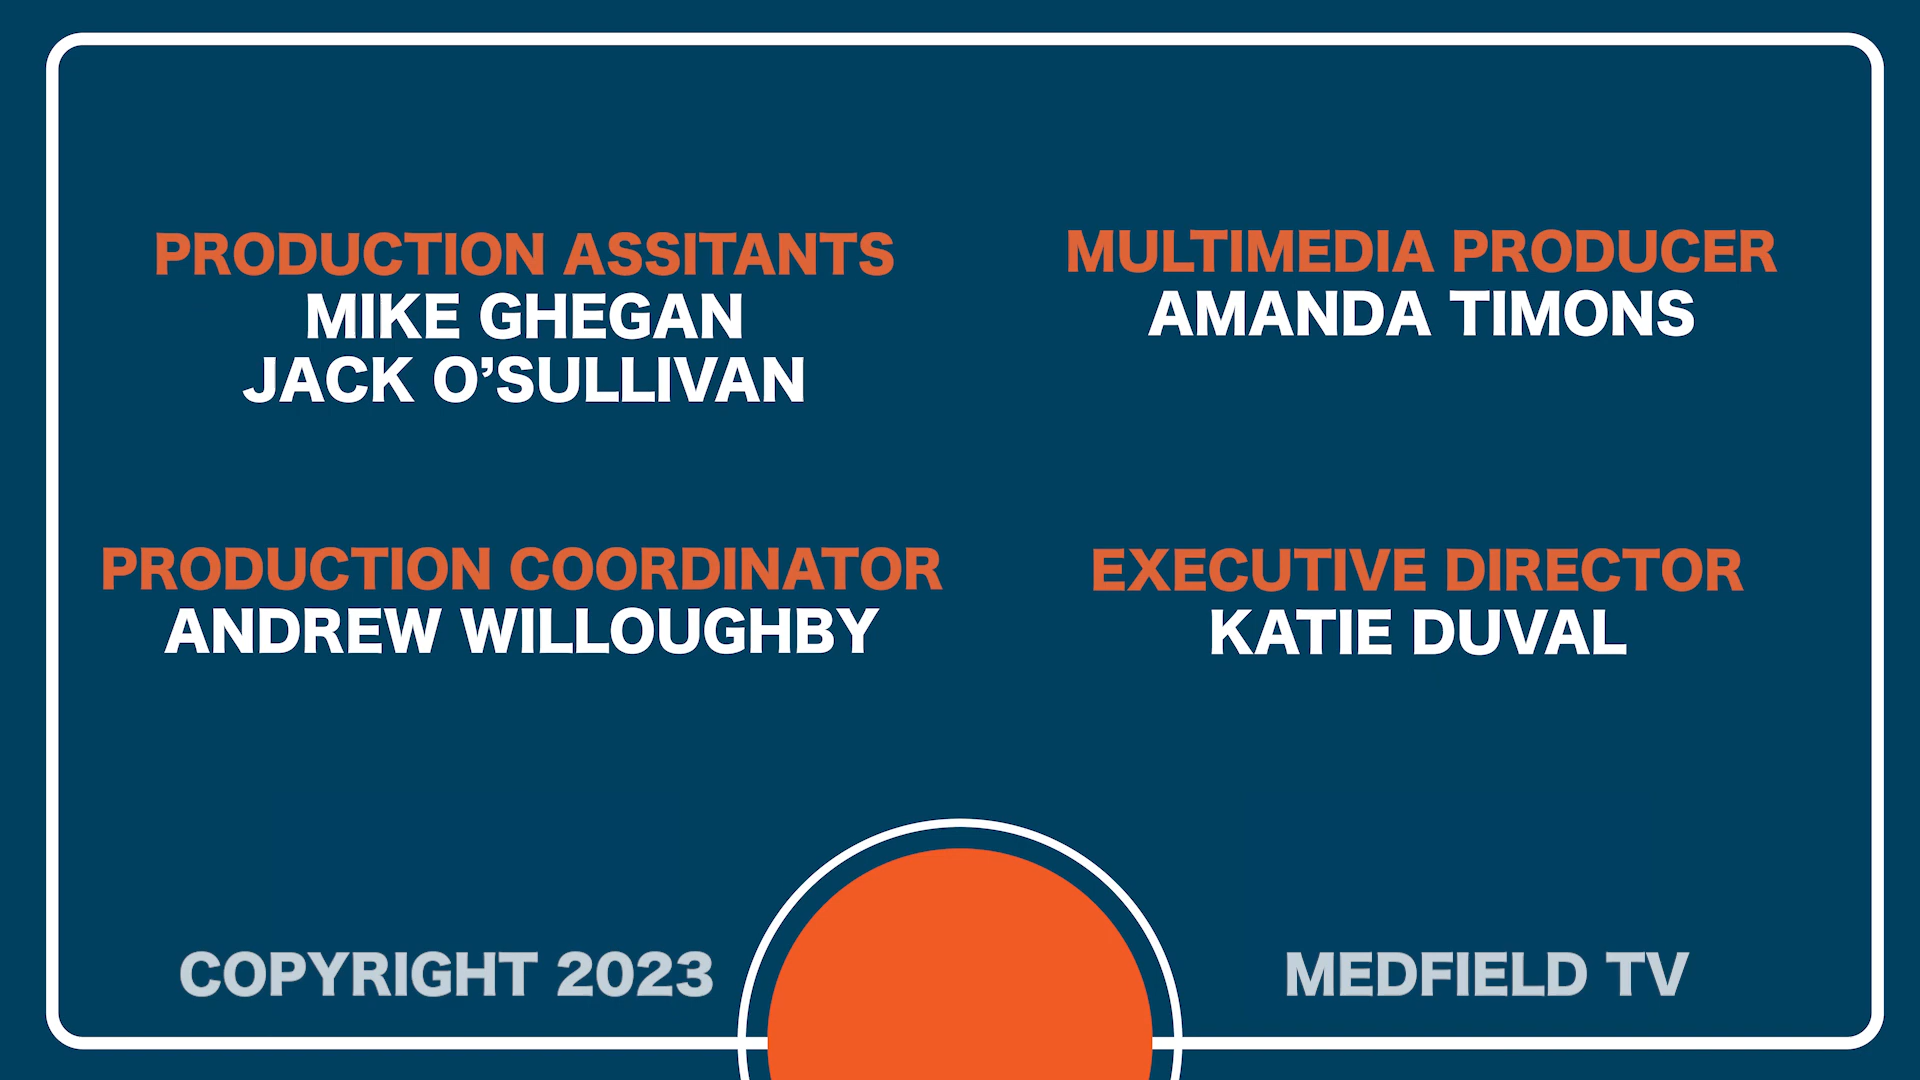 PRODUCTION ASSITANTS
MIKE GHEGAN
JACK O’SULLIVAN
MULTIMEDIA PRODUCER
AMANDA TIMONS
PRODUCTION COORDINATOR
ANDREW WILLOUGHBY
EXECUTIVE DIRECTOR
KATIE DUVAL
COPYRIGHT 2023
MEDFIELD TV